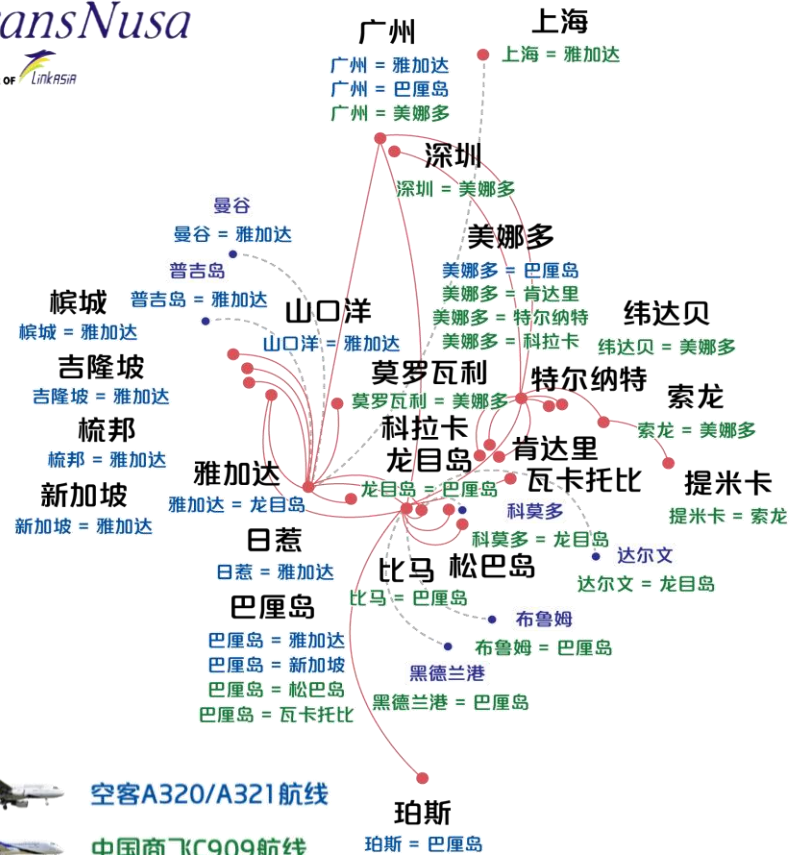 ansNusa
OF LinkAsia
广州
广州 = 雅加达
广州 = 巴厘岛
广州 = 美娜多
上海
上海 = 雅加达
深圳
深圳 = 美娜多
曼谷
曼谷 = 雅加达
普吉岛
普吉岛 = 雅加达
美娜多
美娜多 = 巴厘岛
美娜多 = 肯达里
美娜多 = 特尔纳特
美娜多 = 科拉卡
槟城
槟城 = 雅加达
山口洋
山口洋 = 雅加达
纬达贝
纬达贝 = 美娜多
吉隆坡
吉隆坡 = 雅加达
莫罗瓦利
莫罗瓦利 = 美娜多
特尔纳特
索龙
索龙 = 美娜多
梳邦
梳邦 = 雅加达
科拉卡
龙目岛
龙目岛 = 巴厘岛
肯达里
瓦卡托比
提米卡
提米卡 = 索龙
新加坡
新加坡 = 雅加达
雅加达
雅加达 = 龙目岛
科莫多
科莫多 = 龙目岛
日惹
日惹 = 雅加达
比马
比马 = 巴厘岛
松巴岛
达尔文
达尔文 = 龙目岛
巴厘岛
巴厘岛 = 雅加达
巴厘岛 = 新加坡
巴厘岛 = 松巴岛
巴厘岛 = 瓦卡托比
布鲁姆
布鲁姆 = 巴厘岛
黑德兰港
黑德兰港 = 巴厘岛
空客A320/A321航线
中国商飞C909航线
珀斯
珀斯 = 巴厘岛